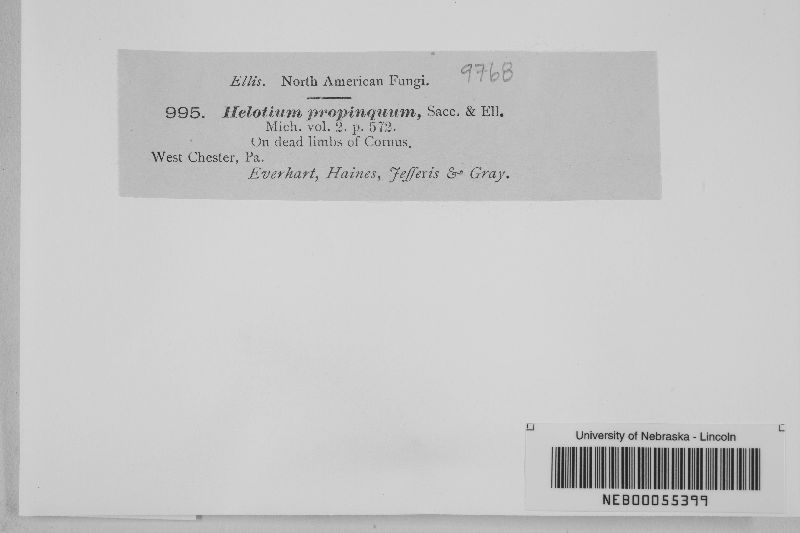 Ellis. North American Fungi. 9768
995. Helotium propinquum, Sacc. & Ell.
Mich. vol. 2. p. 572.
On dead limbs of Cornus.
West Chester, Pa.
Everhart, Haines, Jefferis & Gray.
University of Nebraska - Lincoln
NEB00055399